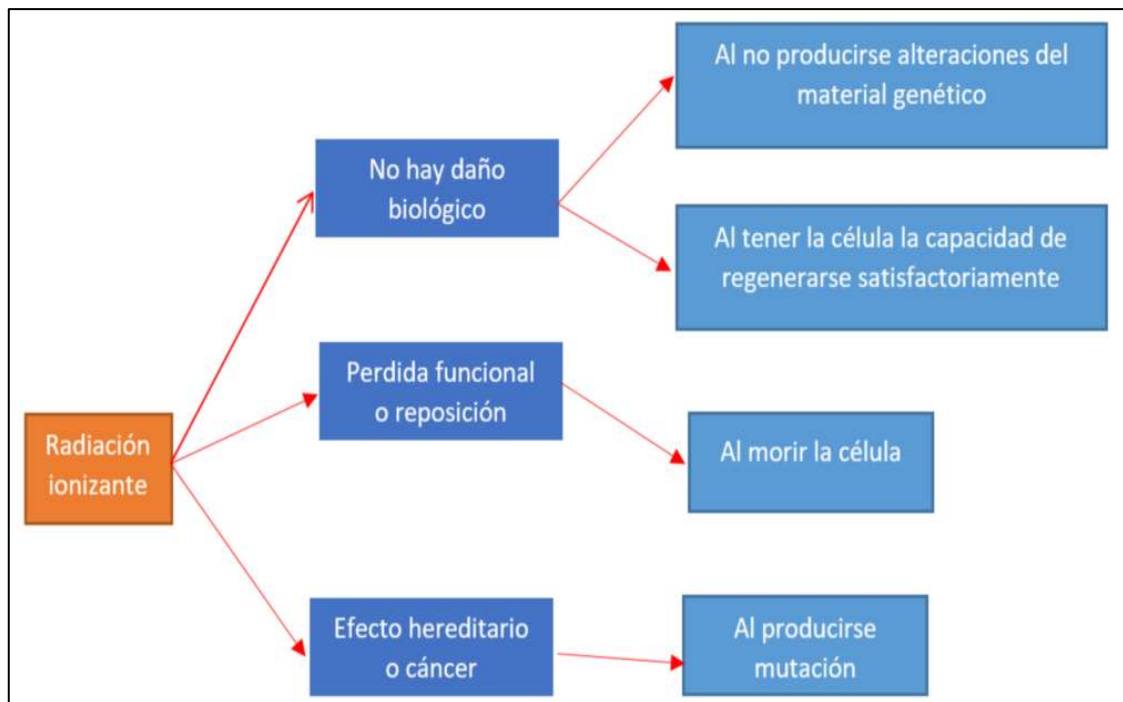 Radiación
ionizante
No hay daño
biológico
Al no producirse alteraciones del
material genético
Al tener la célula la capacidad de
regenerarse satisfactoriamente
Perdida funcional
o reposición
Al morir la célula
Efecto hereditario
o cáncer
Al producirse
mutación